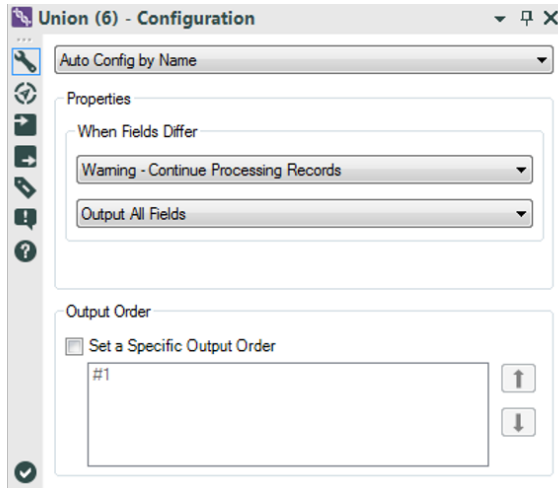 Union (6) - Configuration
Auto Config by Name
Properties
When Fields Differ
Warning - Continue Processing Records
Output All Fields
Output Order
Set a Specific Output Order
#1